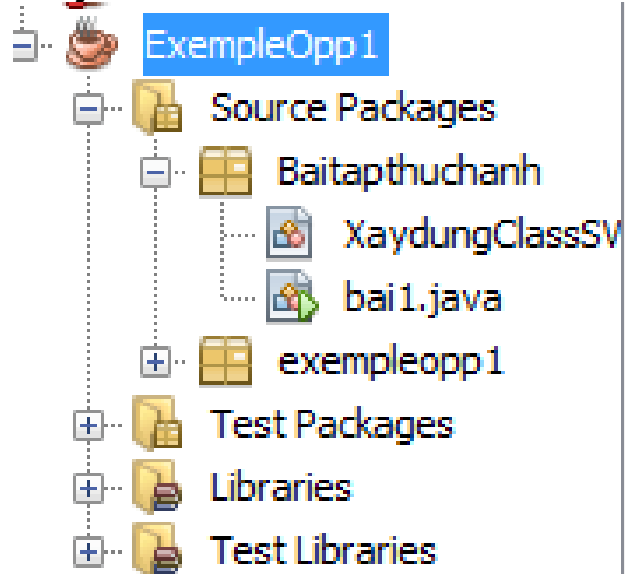 ExempleOpp1
Source Packages
Baitapthuchanh
XaydungClassSV
bai1.java
exempleopp1
Test Packages
Libraries
Test Libraries